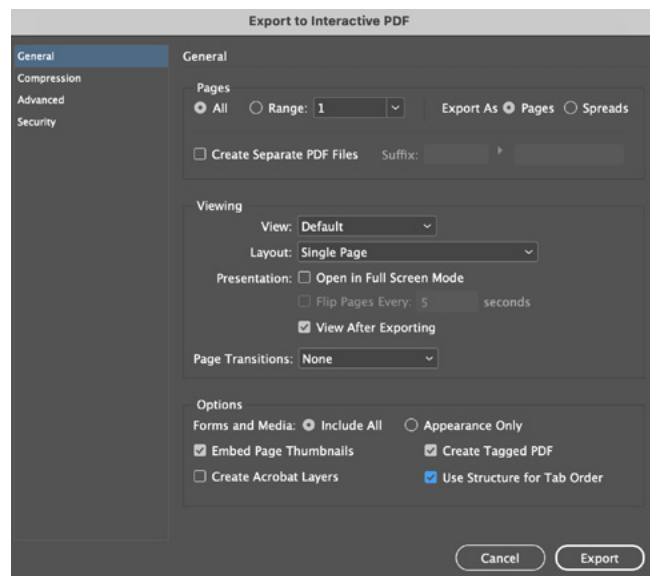 Export to Interactive PDF
General
Compression
Advanced
Security
General
Pages
All Range: 1 Export As Pages Spreads
Create Separate PDF Files Suffix:
Viewing
View: Default
Layout: Single Page
Presentation: Open in Full Screen Mode
Flip Pages Every: 5 seconds
View After Exporting
Page Transitions: None
Options
Forms and Media: Include All Appearance Only
Embed Page Thumbnails Create Tagged PDF
Create Acrobat Layers Use Structure for Tab Order
Cancel Export